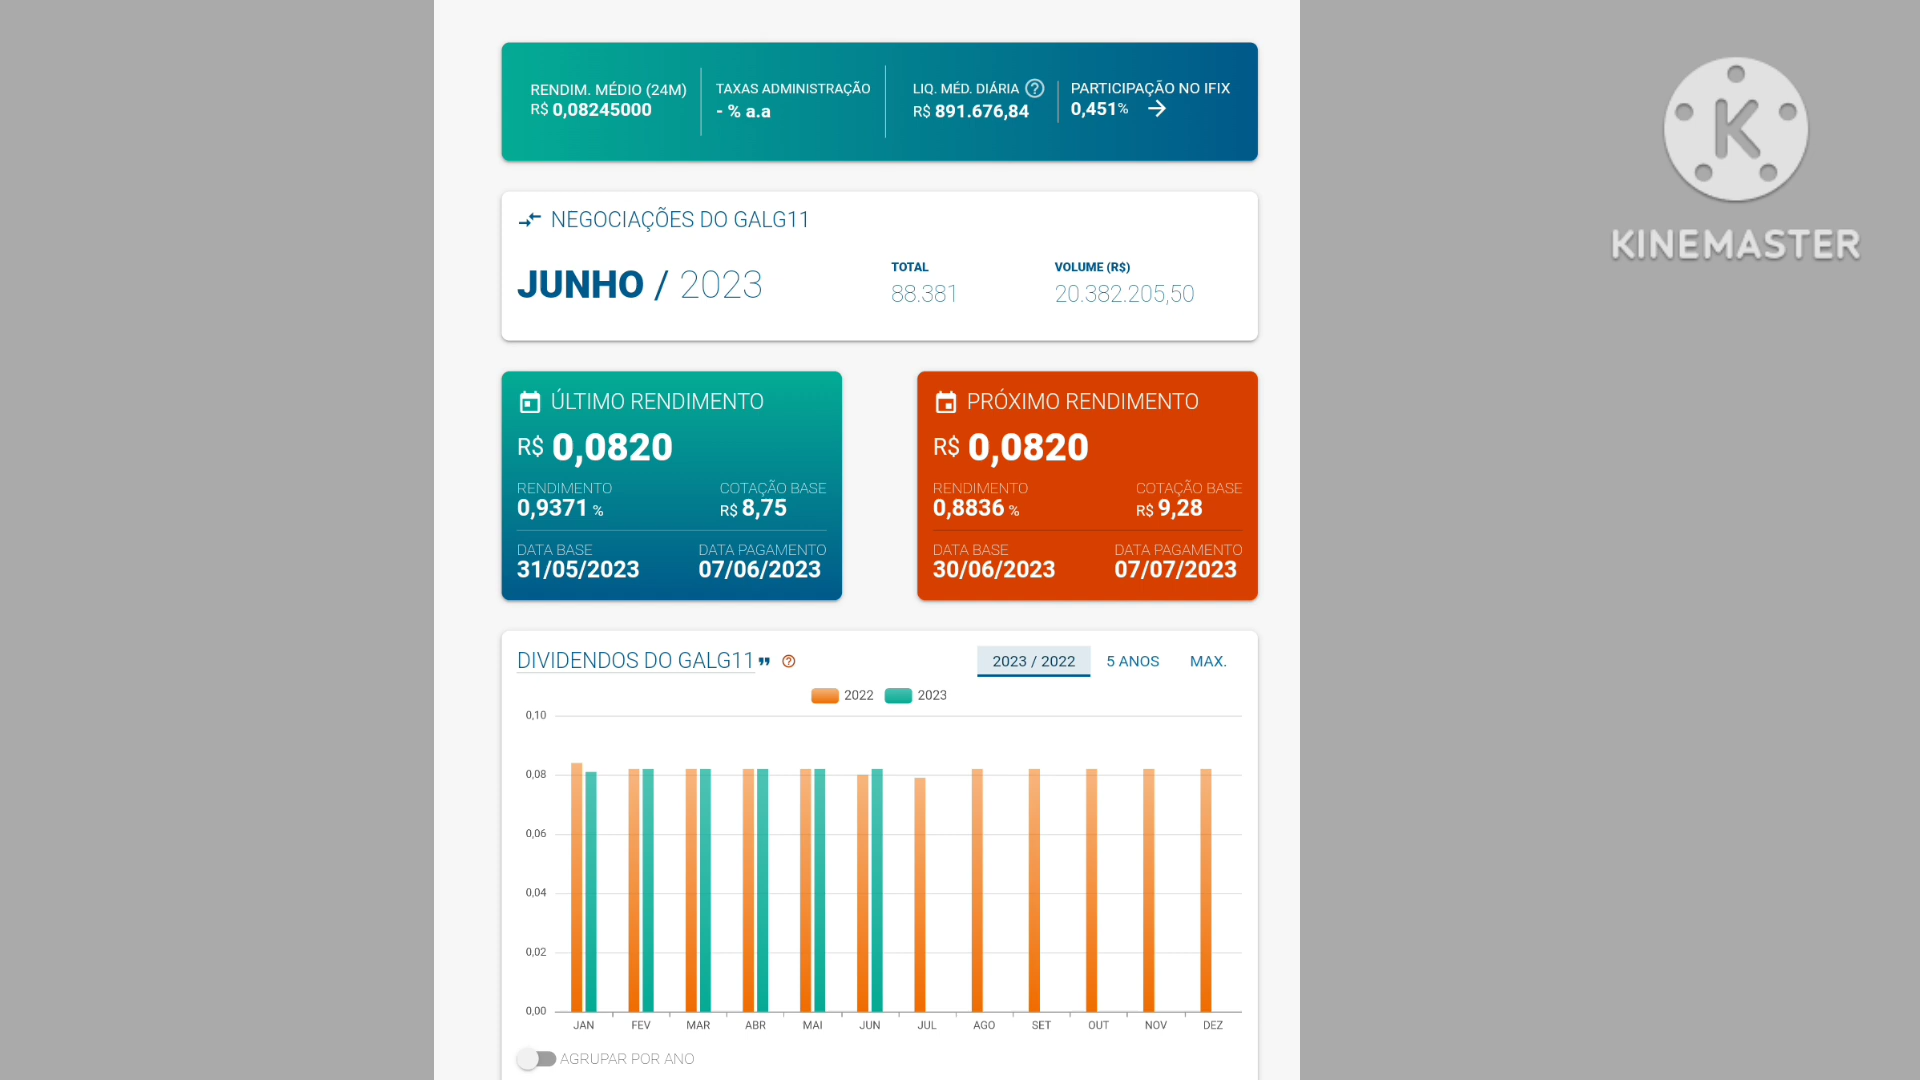 RENDIM. MÉDIO (24M)
R$ 0,08245000
TAXAS ADMINISTRAÇÃO
- % a.a
LIQ. MÉD. DIÁRIA ?
R$ 891.676,84
PARTICIPAÇÃO NO IFIX
0,451%
K
KINEMASTER
NEGOCIAÇÕES DO GALG11
JUNHO / 2023
TOTAL
88.381
VOLUME (R$)
20.382.205,50
ÚLTIMO RENDIMENTO
R$ 0,0820
RENDIMENTO
0,9371 %
COTAÇÃO BASE
R$ 8,75
DATA BASE
31/05/2023
DATA PAGAMENTO
07/06/2023
PRÓXIMO RENDIMENTO
R$ 0,0820
RENDIMENTO
0,8836 %
COTAÇÃO BASE
R$ 9,28
DATA BASE
30/06/2023
DATA PAGAMENTO
07/07/2023
DIVIDENDOS DO GALG11 ?
2023 / 2022
5 ANOS
MAX.
2022
2023
0,10
0,08
0,06
0,04
0,02
0,00
JAN FEV MAR ABR MAI JUN JUL AGO SET OUT NOV DEZ
AGRUPAR POR ANO